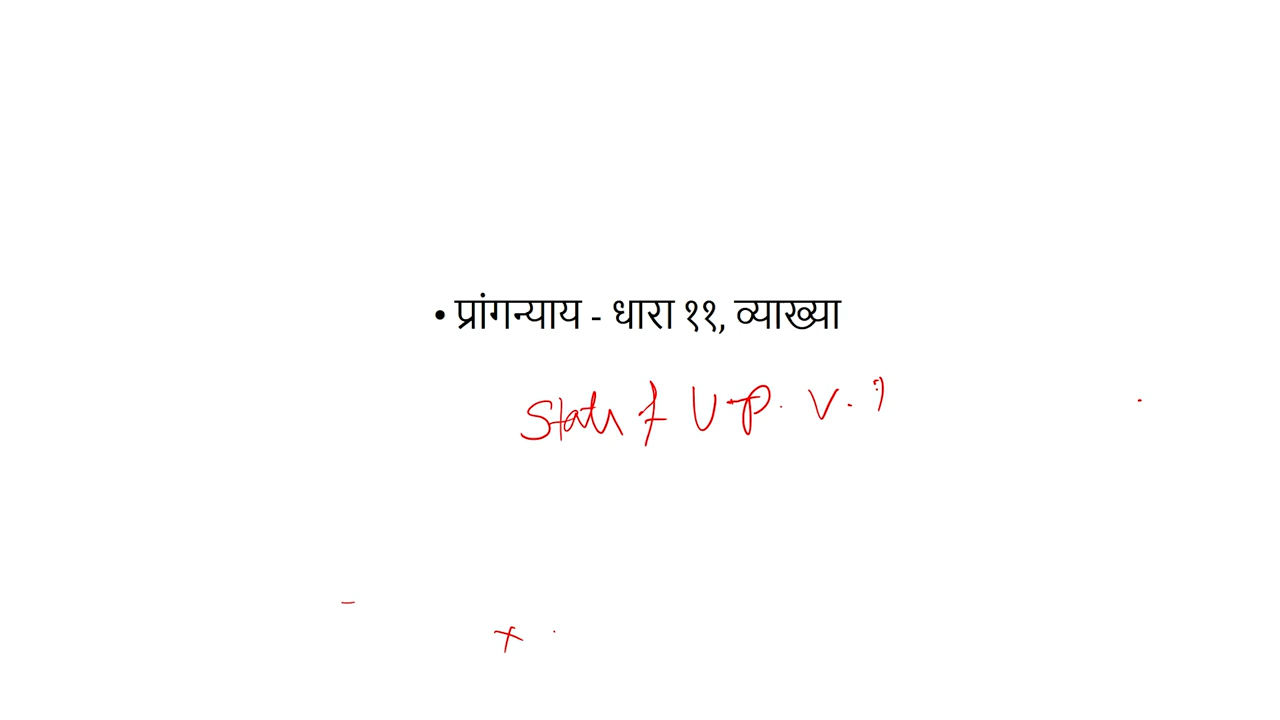 • प्रांगन्याय - धारा ११, व्याख्या
State of U.P. v.